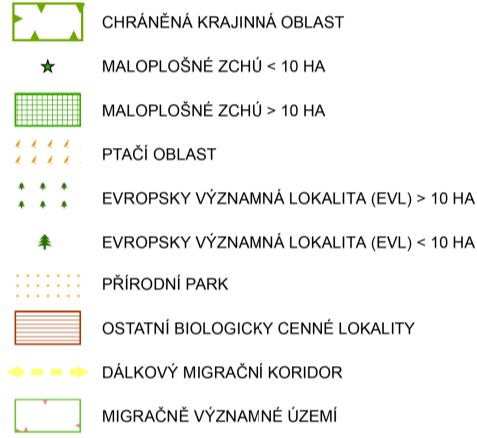 CHRÁNĚNÁ KRAJINNÁ OBLAST
MALOPLOŠNÉ ZCHÚ < 10 HA
MALOPLOŠNÉ ZCHÚ > 10 HA
PTAČÍ OBLAST
EVROPSKY VÝZNAMNÁ LOKALITA (EVL) > 10 HA
EVROPSKY VÝZNAMNÁ LOKALITA (EVL) < 10 HA
PŘÍRODNÍ PARK
OSTATNÍ BIOLOGICKY CENNÉ LOKALITY
DÁLKOVÝ MIGRAČNÍ KORIDOR
MIGRAČNĚ VÝZNAMNÉ ÚZEMÍ